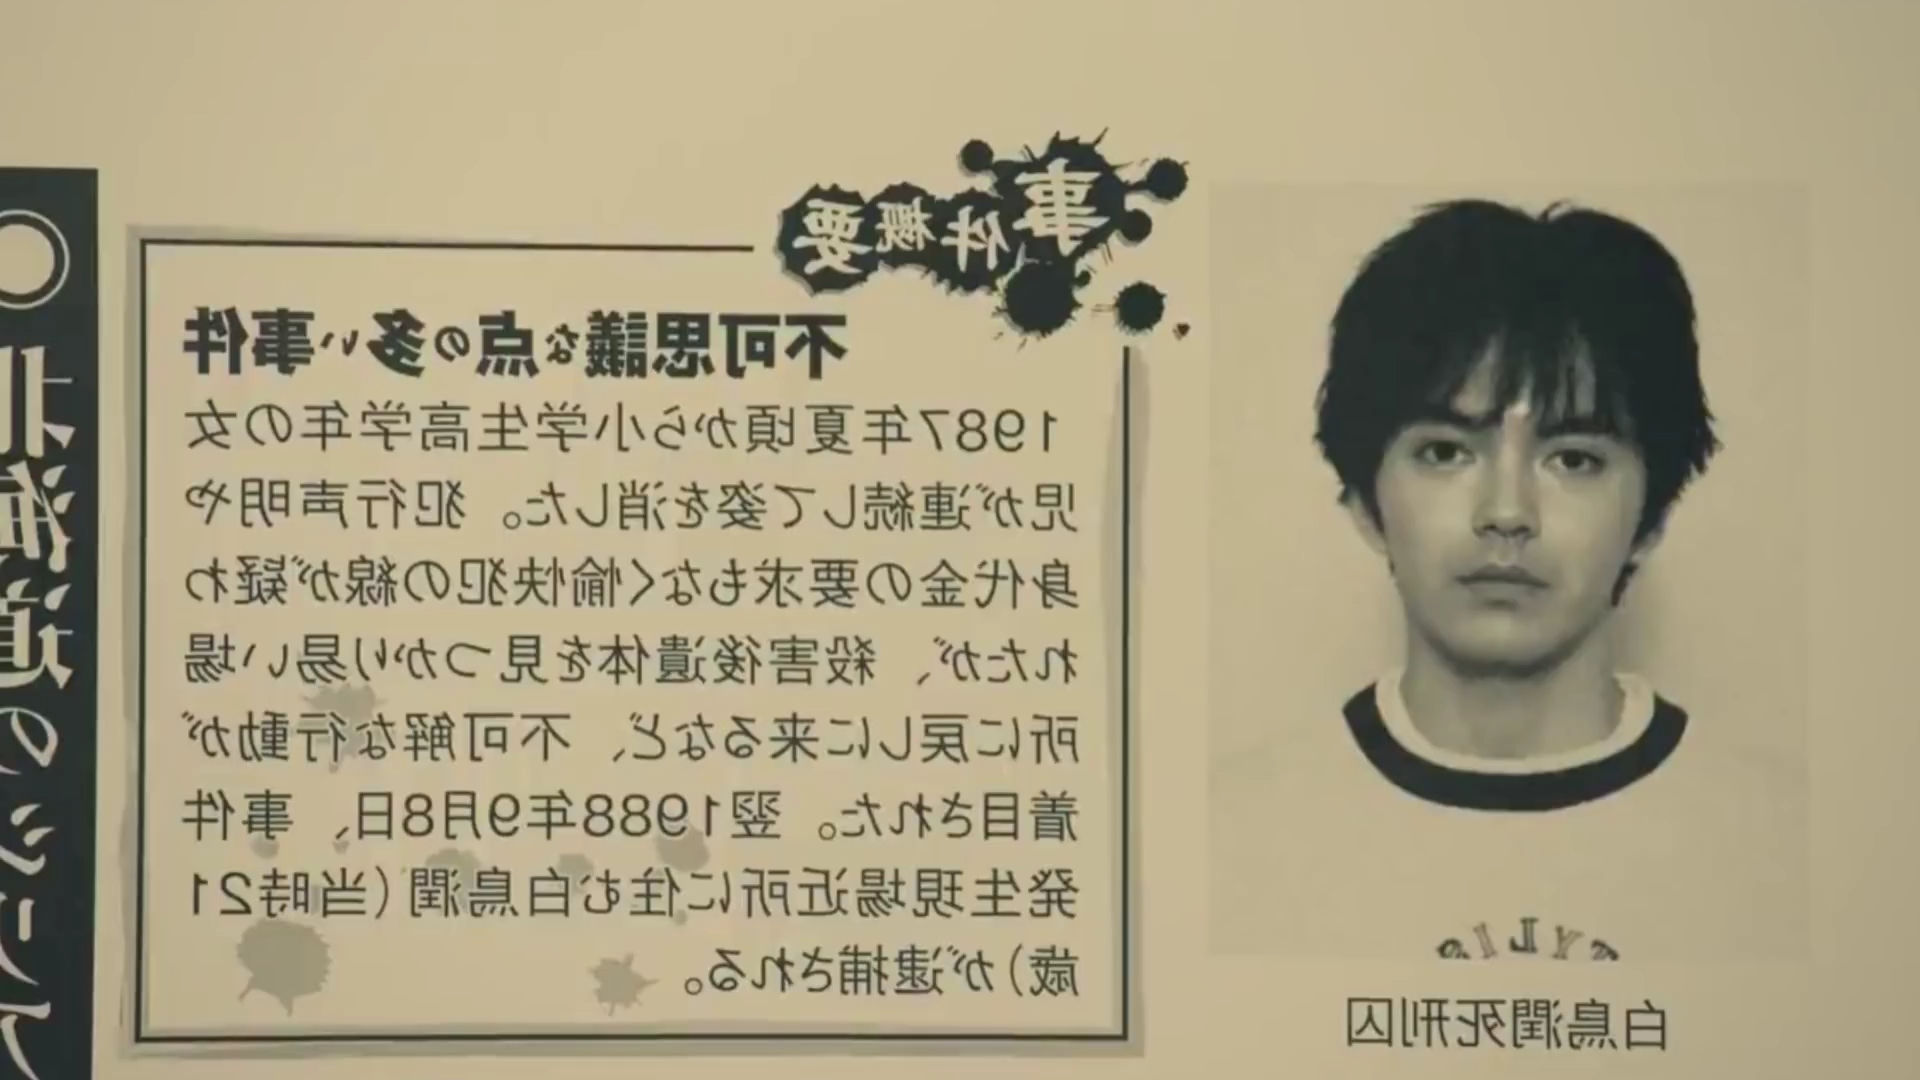 事件概要
不可思議な点の多い事件
1987年夏頃から小学生高学年の女
児が連続して姿を消した。犯行声明や
身代金の要求もなく愉快犯の線が疑わ
れたが、殺害後遺体を見つかり易い場
所に戻しに来るなど、不可解な行動が
着目された。翌1988年9月8日、事件
発生現場近所に住む白鳥潤(当時21
歳)が逮捕される。
白鳥潤死刑囚
◎北海道のシリア